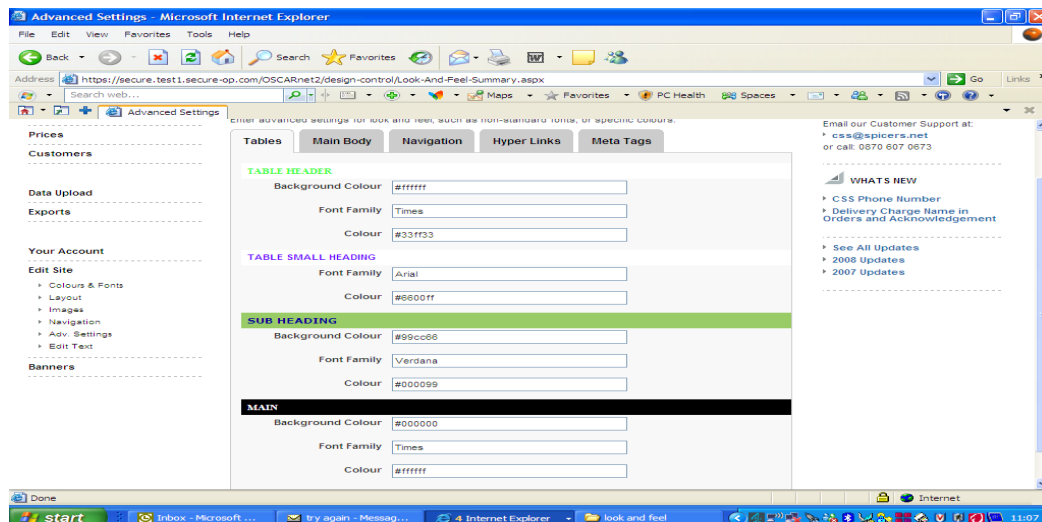 Advanced Settings - Microsoft Internet Explorer
File Edit View Favorites Tools Help
Back Search Favorites
Address https://secure.test1.secure-op.com/OSCARnet2/design-control/Look-And-Feel-Summary.aspx Go Links
Search web... Maps Favorites PC Health Spaces
Advanced Settings
Enter advanced settings for look and feel, such as non-standard fonts, or specific colours.
Prices
Customers
Data Upload
Exports
Your Account
Edit Site
Colours & Fonts
Layout
Images
Navigation
Adv. Settings
Edit Text
Banners
Tables Main Body Navigation Hyper Links Meta Tags
TABLE HEADER
Background Colour #ffffff
Font Family Times
Colour #33ff33
TABLE SMALL HEADING
Font Family Arial
Colour #6600ff
SUB HEADING
Background Colour #99cc66
Font Family Verdana
Colour #000099
MAIN
Background Colour #000000
Font Family Times
Colour #ffffff
Email our Customer Support at:
css@spicers.net
or call: 0870 607 0673
WHATS NEW
CSS Phone Number
Delivery Charge Name in
Orders and Acknowledgement
See All Updates
2008 Updates
2007 Updates
Done Internet
start Inbox - Microsoft ... try again - Messag... 4 Internet Explorer look and feel 11:07